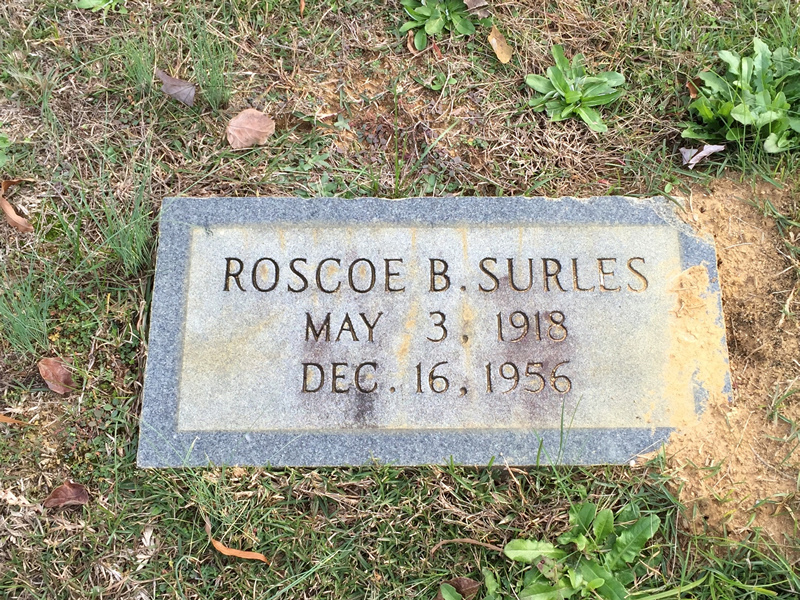 ROSCOE B. SURLES
MAY 3, 1918
DEC. 16, 1956